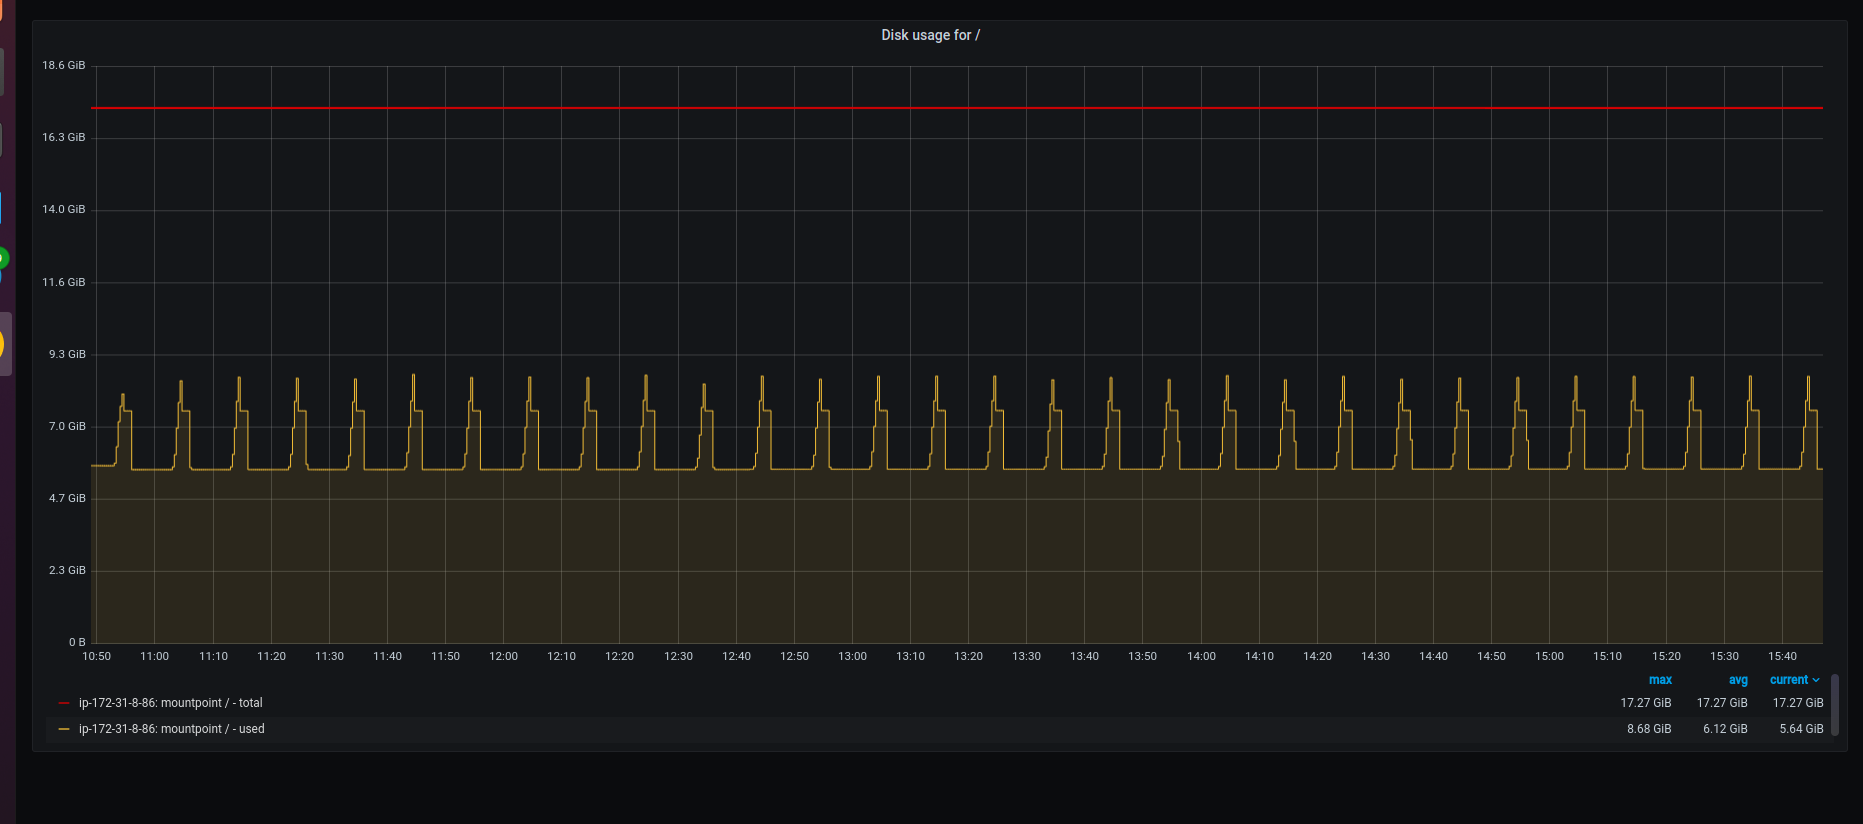 Disk usage for /
18.6 GiB
16.3 GiB
14.0 GiB
11.6 GiB
9.3 GiB
7.0 GiB
4.7 GiB
2.3 GiB
0 B
10:50 11:00 11:10 11:20 11:30 11:40 11:50 12:00 12:10 12:20 12:30 12:40 12:50 13:00 13:10 13:20 13:30 13:40 13:50 14:00 14:10 14:20 14:30 14:40 14:50 15:00 15:10 15:20 15:30 15:40
max avg current
ip-172-31-8-86: mountpoint / - total 17.27 GiB 17.27 GiB 17.27 GiB
ip-172-31-8-86: mountpoint / - used 8.68 GiB 6.12 GiB 5.64 GiB